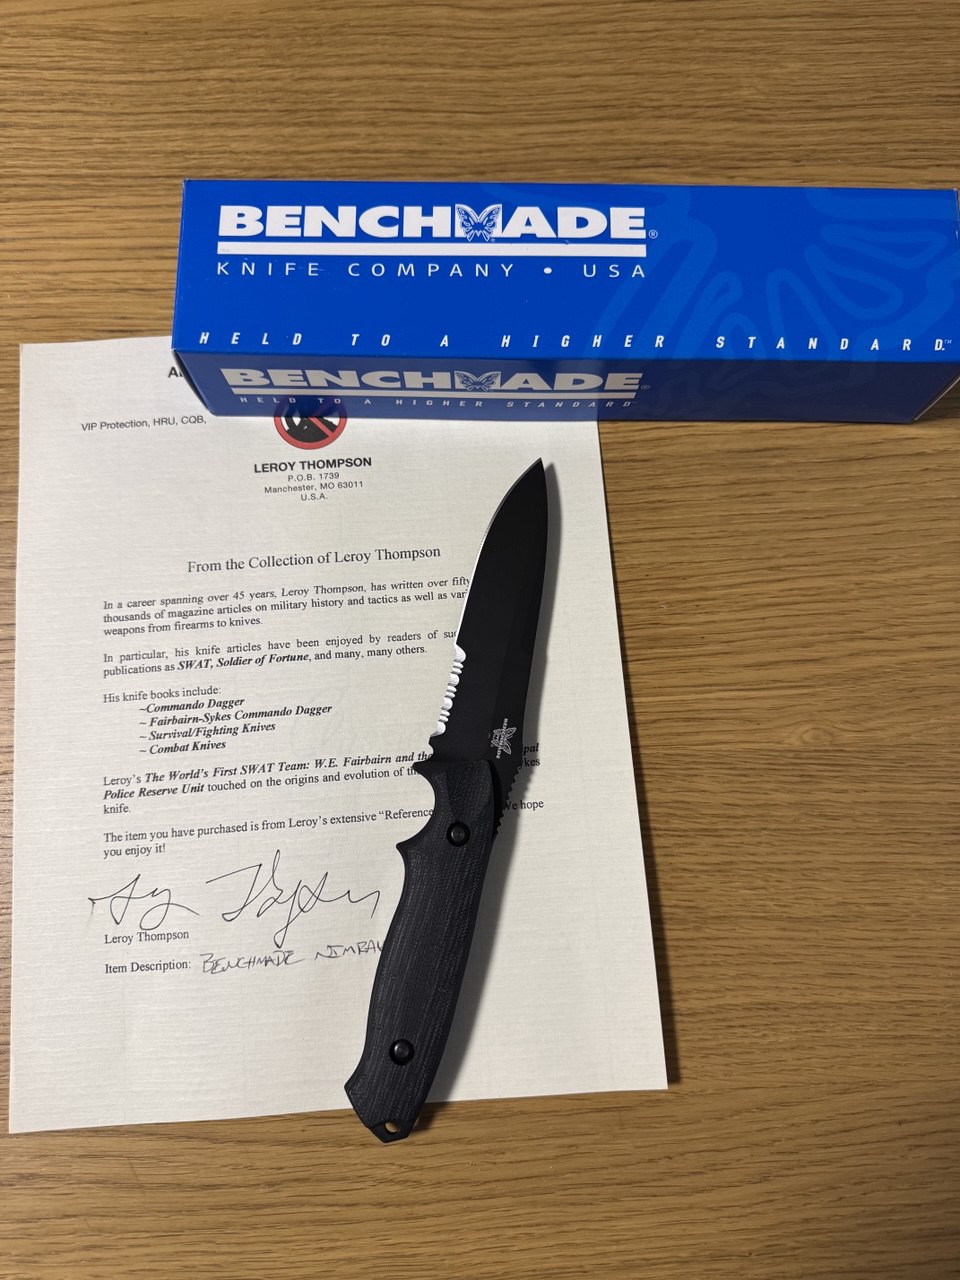 BENCHMADE®
KNIFE COMPANY • USA
HELD TO A HIGHER STANDARD.™
BENCHMADE®
HELD TO A HIGHER STANDARD
VIP Protection, HRU, CQB,
LEROY THOMPSON
P.O.B. 1739
Manchester, MO 63011
U.S.A.
From the Collection of Leroy Thompson
In a career spanning over 45 years, Leroy Thompson, has written over fifty
thousands of magazine articles on military history and tactics as well as
weapons from firearms to knives.
In particular, his knife articles have been enjoyed by readers of
publications as SWAT, Soldier of Fortune, and many, many others.
His knife books include:
~Commando Dagger
~ Fairbairn-Sykes Commando Dagger
~ Survival/Fighting Knives
~ Combat Knives
Leroy's The World's First SWAT Team: W.E. Fairbairn and the
Police Reserve Unit touched on the origins and evolution of
knife.
The item you have purchased is from Leroy's extensive "Reference We hope
you enjoy it!
Leroy Thompson
Item Description: BENCHMADE NIMRAV
BENCHMADE